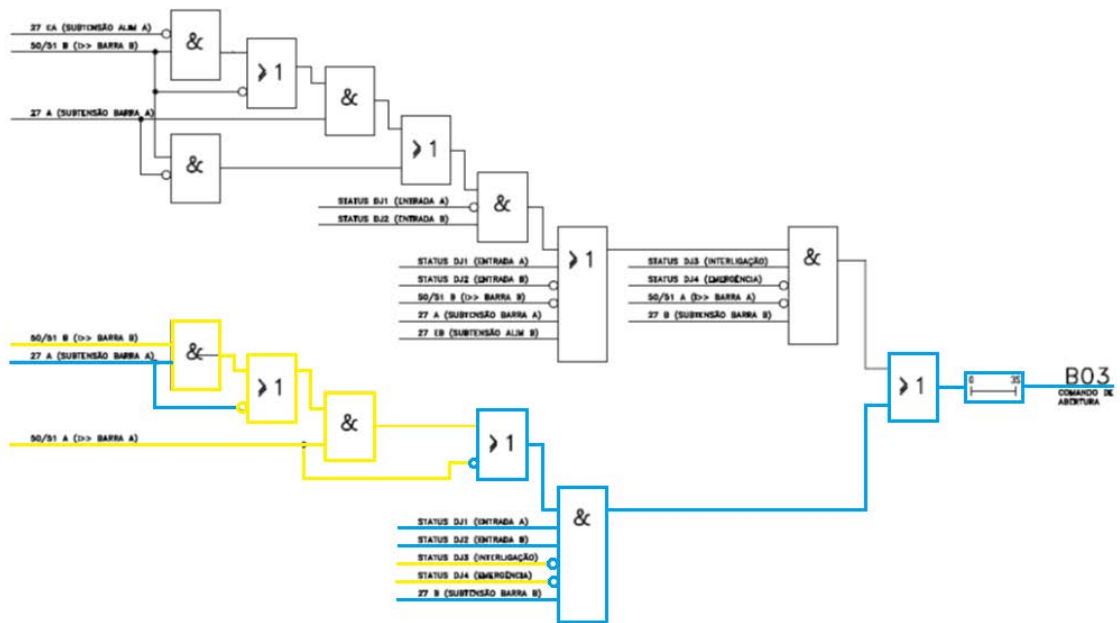 27 EA (SUBTENSÃO ALIM A)
50/51 B (I>> BARRA B)
&
≥1
&
27 A (SUBTENSÃO BARRA A)
≥1
&
&
STATUS DJ1 (ENTRADA A)
STATUS DJ2 (ENTRADA B)
STATUS DJ1 (ENTRADA A)
STATUS DJ2 (ENTRADA B)
50/51 B (I>> BARRA B)
27 A (SUBTENSÃO BARRA A)
27 EB (SUBTENSÃO ALIM B)
≥1
STATUS DJ3 (INTERLIGAÇÃO)
STATUS DJ4 (EMERGÊNCIA)
50/51 A (I>> BARRA A)
27 B (SUBTENSÃO BARRA B)
&
50/51 B (I>> BARRA B)
27 A (SUBTENSÃO BARRA A)
&
≥1
&
50/51 A (I>> BARRA A)
≥1
≥1
0 35
B03
COMANDO DE
ABERTURA
&
STATUS DJ1 (ENTRADA A)
STATUS DJ2 (ENTRADA B)
STATUS DJ3 (INTERLIGAÇÃO)
STATUS DJ4 (EMERGÊNCIA)
27 B (SUBTENSÃO BARRA B)